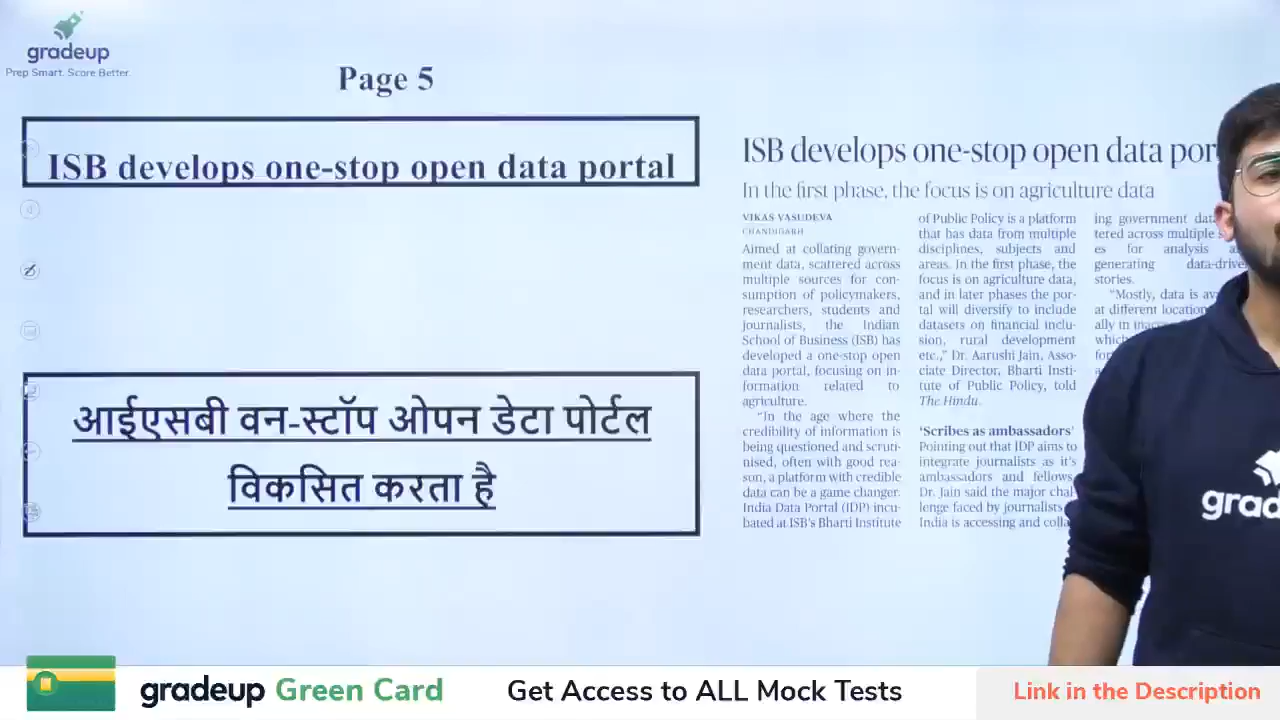 gradeup
Prep Smart. Score Better.
Page 5
ISB develops one-stop open data portal
आईएसबी वन-स्टॉप ओपन डेटा पोर्टल
विकसित करता है
ISB develops one-stop open data por
In the first phase, the focus is on agriculture data
VIKAS VASUDEVA
CHANDIGARH
Aimed at collating govern-
ment data, scattered across
multiple sources for con-
sumption of policymakers,
researchers, students and
journalists, the Indian
School of Business (ISB) has
developed a one-stop open
data portal, focusing on in-
formation related to
agriculture.
"In the age where the
credibility of information is
being questioned and scruti-
nised, often with good rea-
son, a platform with credible
data can be a game changer.
India Data Portal (IDP) incu-
bated at ISB's Bharti Institute
of Public Policy is a platform
that has data from multiple
disciplines, subjects and
areas. In the first phase, the
focus is on agriculture data,
and in later phases the por-
tal will diversify to include
datasets on financial inclu-
sion, rural development
etc.," Dr. Aarushi Jain, Asso-
ciate Director, Bharti Insti-
tute of Public Policy, told
The Hindu.
'Scribes as ambassadors'
Pointing out that IDP aims to
integrate journalists as it's
ambassadors and fellows,
Dr. Jain said the major chal-
lenge faced by journalists
India is accessing and colla
ing government dat
tered across multiple s
es for analysis a
generating data-drive
stories.
"Mostly, data is ava
at different location
ally in
which
for
grad
gradeup Green Card
Get Access to ALL Mock Tests
Link in the Description